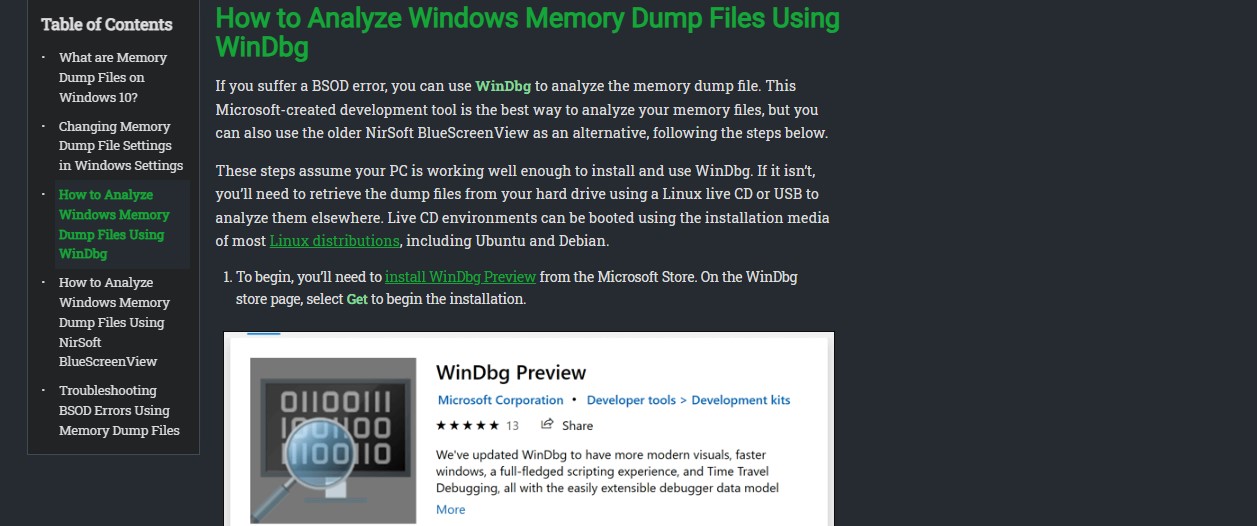 Table of Contents
What are Memory
Dump Files on
Windows 10?
Changing Memory
Dump File Settings
in Windows Settings
How to Analyze
Windows Memory
Dump Files Using
WinDbg
How to Analyze
Windows Memory
Dump Files Using
NirSoft
BlueScreenView
Troubleshooting
BSOD Errors Using
Memory Dump Files
How to Analyze Windows Memory Dump Files Using
WinDbg
If you suffer a BSOD error, you can use WinDbg to analyze the memory dump file. This
Microsoft-created development tool is the best way to analyze your memory files, but you
can also use the older NirSoft BlueScreenView as an alternative, following the steps below.
These steps assume your PC is working well enough to install and use WinDbg. If it isn’t,
you’ll need to retrieve the dump files from your hard drive using a Linux live CD or USB to
analyze them elsewhere. Live CD environments can be booted using the installation media
of most Linux distributions, including Ubuntu and Debian.
1. To begin, you’ll need to install WinDbg Preview from the Microsoft Store. On the WinDbg
store page, select Get to begin the installation.
WinDbg Preview
Microsoft Corporation • Developer tools > Development kits
★★★★★ 13 Share
We've updated WinDbg to have more modern visuals, faster
windows, a full-fledged scripting experience, and Time Travel
Debugging, all with the easily extensible debugger data model
More